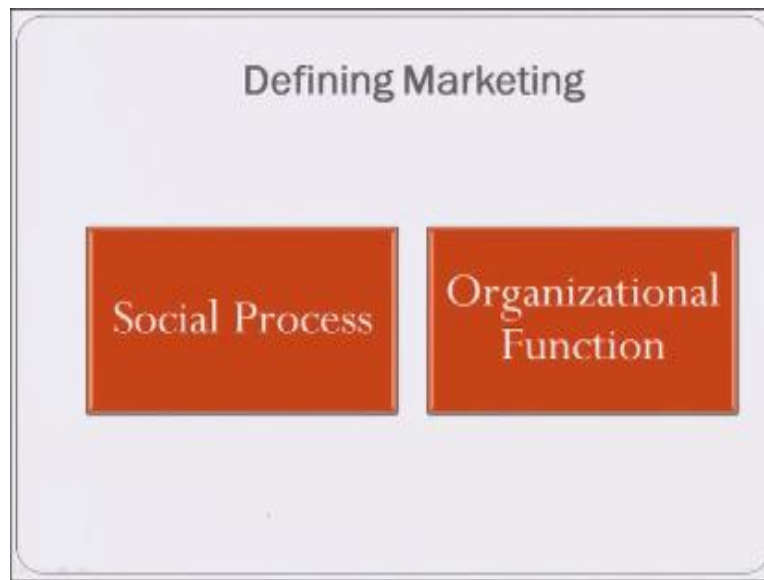 Defining Marketing
Social Process
Organizational
Function